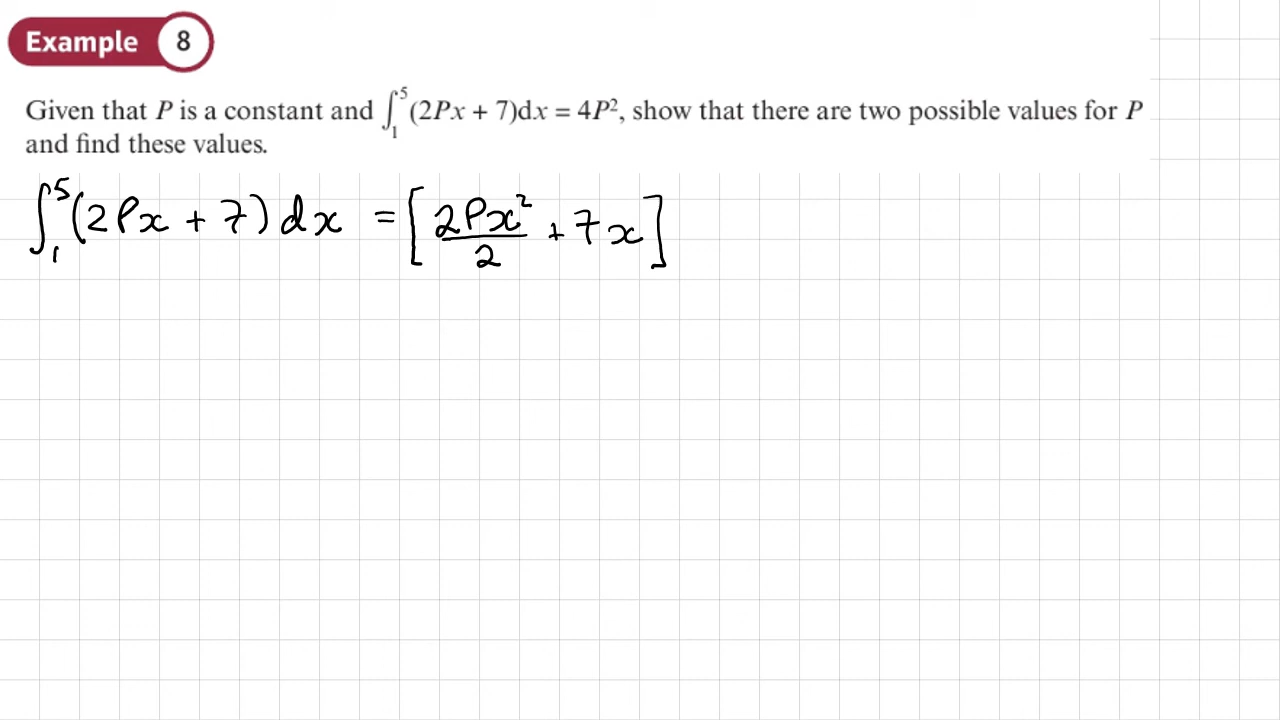 Example 8
Given that P is a constant and ∫₁⁵ (2Px + 7)dx = 4P², show that there are two possible values for P
and find these values.
∫₁⁵ (2Px + 7) dx = [2Px²/2 + 7x]